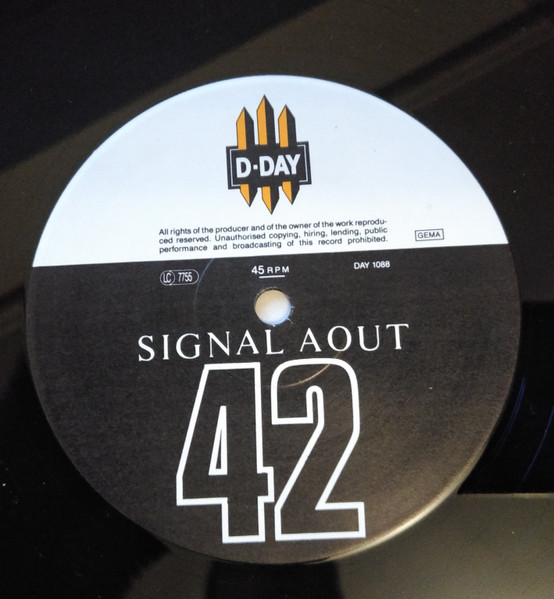 D-DAY
All rights of the producer and of the owner of the work reprodu-
ced reserved. Unauthorised copying, hiring, lending, public
performance and broadcasting of this record prohibited.
GEMA
LC 7755
45 RPM
DAY 1088
SIGNAL AOUT
42